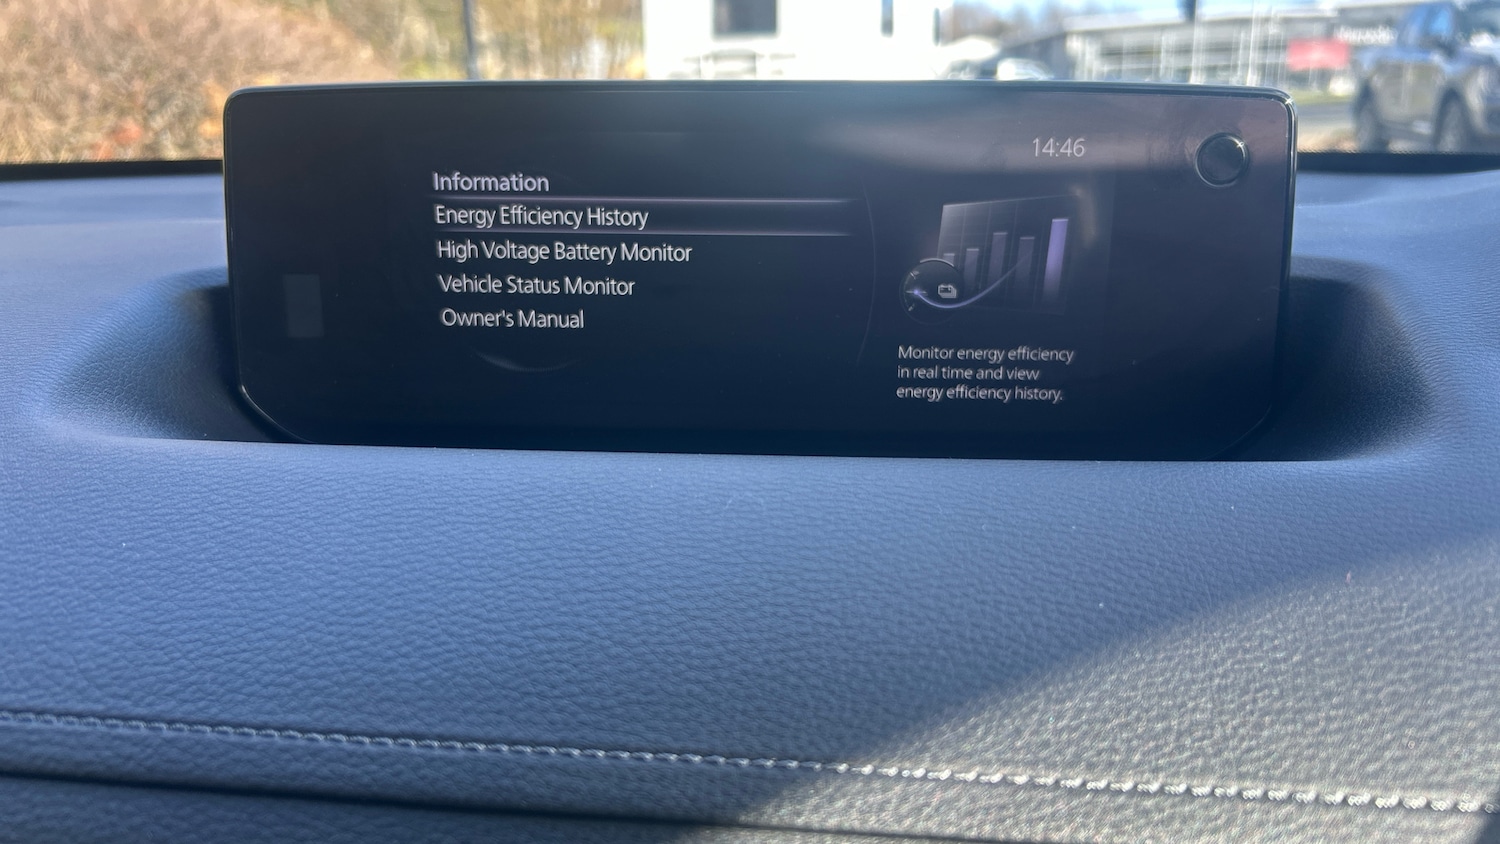 14:46
Information
Energy Efficiency History
High Voltage Battery Monitor
Vehicle Status Monitor
Owner's Manual
Monitor energy efficiency
in real time and view
energy efficiency history.